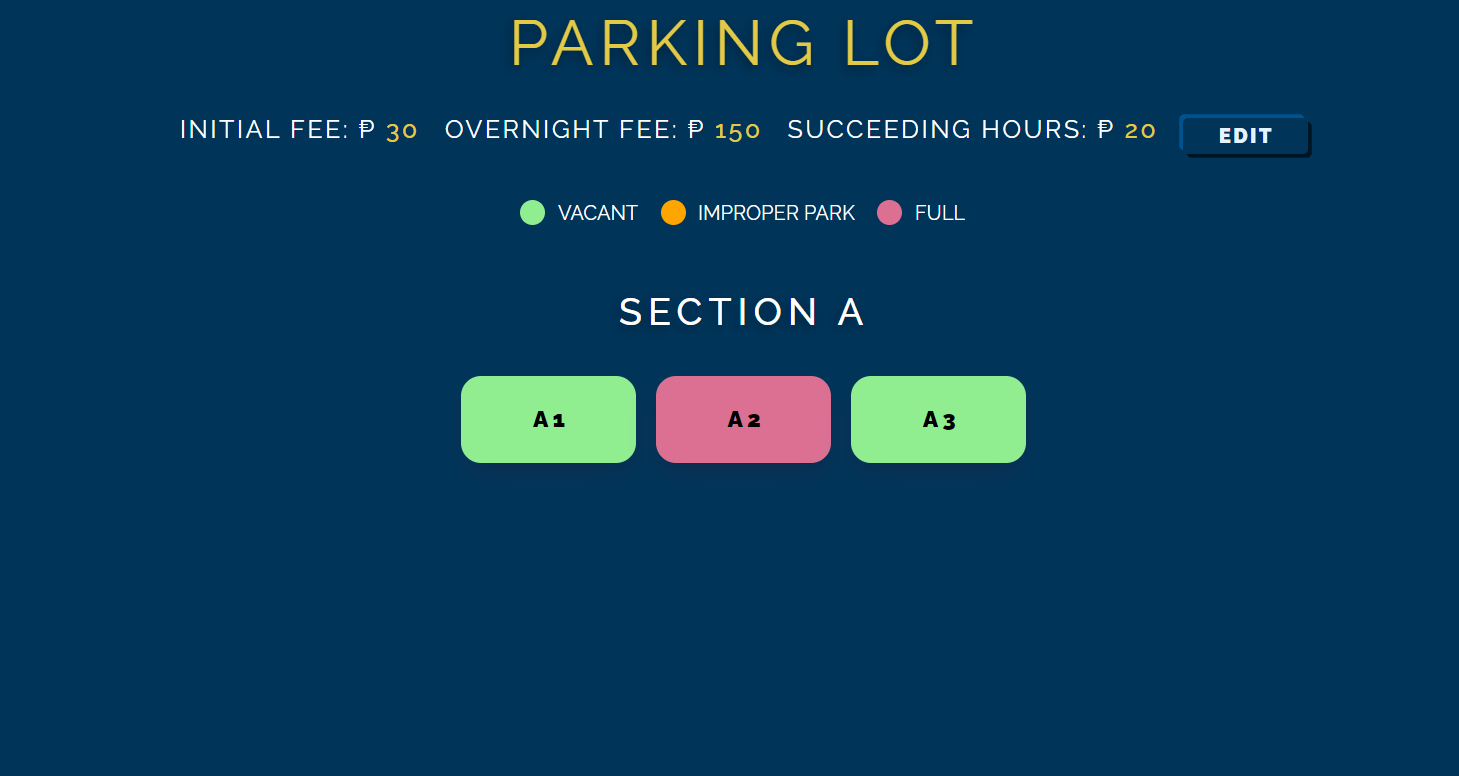 PARKING LOT
INITIAL FEE: ₱ 30 OVERNIGHT FEE: ₱ 150 SUCCEEDING HOURS: ₱ 20 EDIT
VACANT IMPROPER PARK FULL
SECTION A
A1 A2 A3